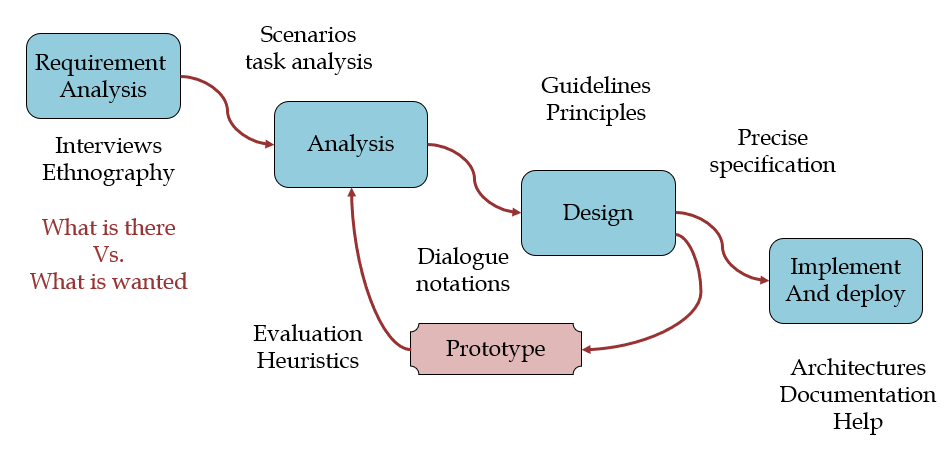 Requirement
Analysis
Interviews
Ethnography
What is there
Vs.
What is wanted
Scenarios
task analysis
Analysis
Guidelines
Principles
Design
Precise
specification
Dialogue
notations
Implement
And deploy
Evaluation
Heuristics
Prototype
Architectures
Documentation
Help